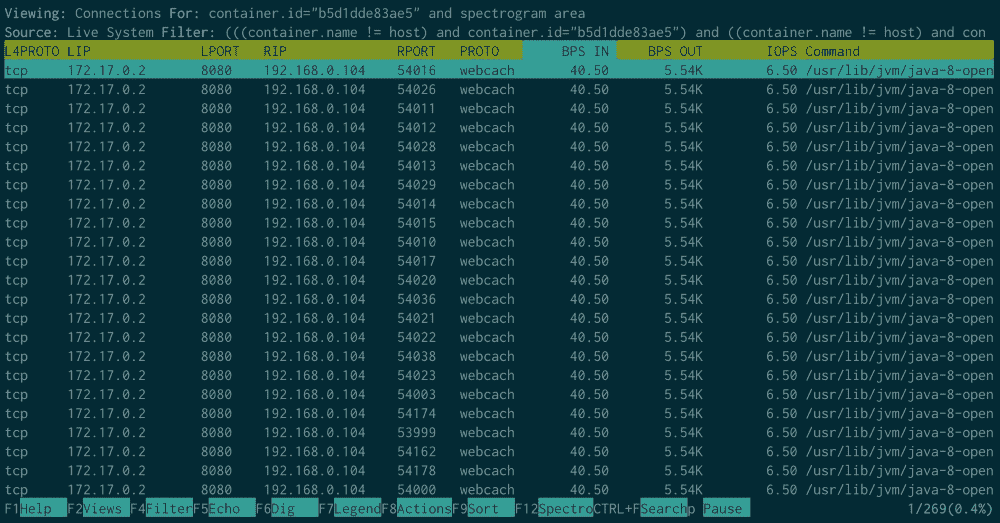 Viewing: Connections For: container.id="b5d1dde83ae5" and spectrogram area
Source: Live System Filter: (((container.name != host) and container.id="b5d1dde83ae5") and ((container.name != host) and con
L4PROTO LIP LPORT RIP RPORT PROTO BPS IN BPS OUT IOPS Command
tcp 172.17.0.2 8080 192.168.0.104 54016 webcach 40.50 5.54K 6.50 /usr/lib/jvm/java-8-open
tcp 172.17.0.2 8080 192.168.0.104 54026 webcach 40.50 5.54K 6.50 /usr/lib/jvm/java-8-open
tcp 172.17.0.2 8080 192.168.0.104 54011 webcach 40.50 5.54K 6.50 /usr/lib/jvm/java-8-open
tcp 172.17.0.2 8080 192.168.0.104 54012 webcach 40.50 5.54K 6.50 /usr/lib/jvm/java-8-open
tcp 172.17.0.2 8080 192.168.0.104 54028 webcach 40.50 5.54K 6.50 /usr/lib/jvm/java-8-open
tcp 172.17.0.2 8080 192.168.0.104 54013 webcach 40.50 5.54K 6.50 /usr/lib/jvm/java-8-open
tcp 172.17.0.2 8080 192.168.0.104 54029 webcach 40.50 5.54K 6.50 /usr/lib/jvm/java-8-open
tcp 172.17.0.2 8080 192.168.0.104 54014 webcach 40.50 5.54K 6.50 /usr/lib/jvm/java-8-open
tcp 172.17.0.2 8080 192.168.0.104 54015 webcach 40.50 5.54K 6.50 /usr/lib/jvm/java-8-open
tcp 172.17.0.2 8080 192.168.0.104 54010 webcach 40.50 5.54K 6.50 /usr/lib/jvm/java-8-open
tcp 172.17.0.2 8080 192.168.0.104 54017 webcach 40.50 5.54K 6.50 /usr/lib/jvm/java-8-open
tcp 172.17.0.2 8080 192.168.0.104 54020 webcach 40.50 5.54K 6.50 /usr/lib/jvm/java-8-open
tcp 172.17.0.2 8080 192.168.0.104 54036 webcach 40.50 5.54K 6.50 /usr/lib/jvm/java-8-open
tcp 172.17.0.2 8080 192.168.0.104 54021 webcach 40.50 5.54K 6.50 /usr/lib/jvm/java-8-open
tcp 172.17.0.2 8080 192.168.0.104 54022 webcach 40.50 5.54K 6.50 /usr/lib/jvm/java-8-open
tcp 172.17.0.2 8080 192.168.0.104 54038 webcach 40.50 5.54K 6.50 /usr/lib/jvm/java-8-open
tcp 172.17.0.2 8080 192.168.0.104 54023 webcach 40.50 5.54K 6.50 /usr/lib/jvm/java-8-open
tcp 172.17.0.2 8080 192.168.0.104 54003 webcach 40.50 5.54K 6.50 /usr/lib/jvm/java-8-open
tcp 172.17.0.2 8080 192.168.0.104 54174 webcach 40.50 5.54K 6.50 /usr/lib/jvm/java-8-open
tcp 172.17.0.2 8080 192.168.0.104 53999 webcach 40.50 5.54K 6.50 /usr/lib/jvm/java-8-open
tcp 172.17.0.2 8080 192.168.0.104 54162 webcach 40.50 5.54K 6.50 /usr/lib/jvm/java-8-open
tcp 172.17.0.2 8080 192.168.0.104 54178 webcach 40.50 5.54K 6.50 /usr/lib/jvm/java-8-open
tcp 172.17.0.2 8080 192.168.0.104 54000 webcach 40.50 5.54K 6.50 /usr/lib/jvm/java-8-open
F1Help F2Views F4FilterF5Echo F6Dig F7LegendF8ActionsF9Sort F12SpectroCTRL+FSearchp Pause 1/269(0.4%)